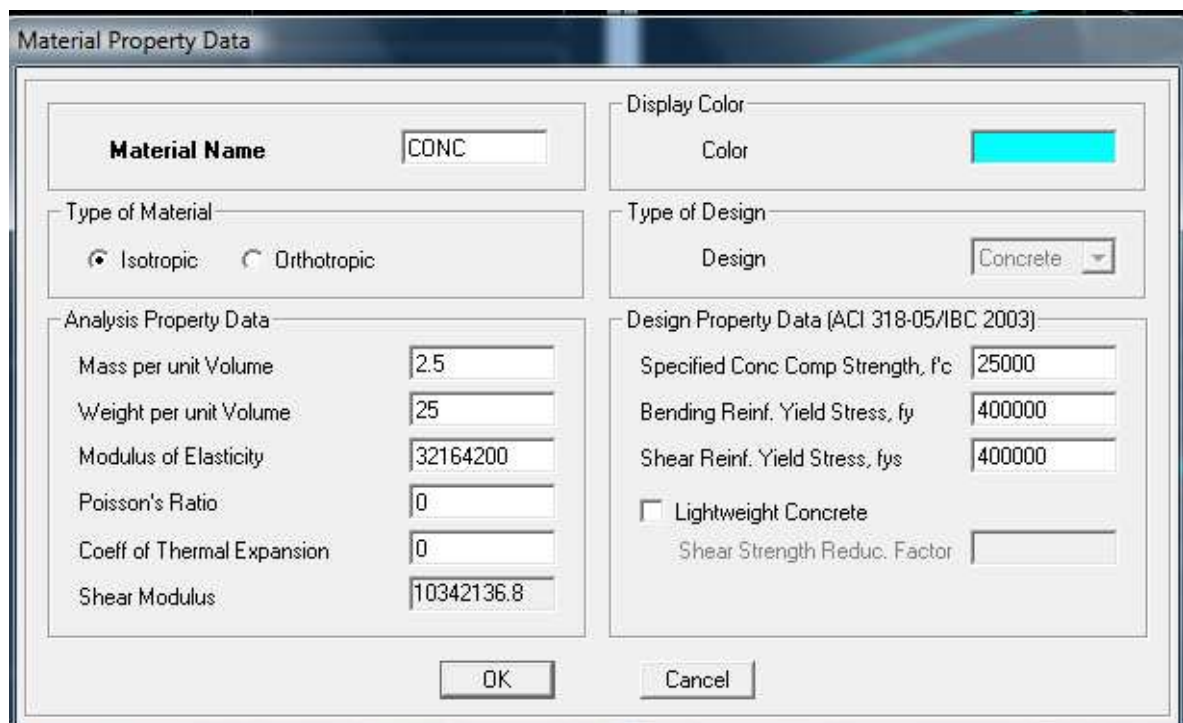 Material Property Data
Material Name CONC
Display Color
Color
Type of Material
Isotropic Orthotropic
Type of Design
Design Concrete
Analysis Property Data
Mass per unit Volume 2.5
Weight per unit Volume 25
Modulus of Elasticity 32164200
Poisson's Ratio 0
Coeff of Thermal Expansion 0
Shear Modulus 10342136.8
Design Property Data (ACI 318-05/IBC 2003)
Specified Conc Comp Strength, f'c 25000
Bending Reinf. Yield Stress, fy 400000
Shear Reinf. Yield Stress, fys 400000
Lightweight Concrete
Shear Strength Reduc. Factor
OK Cancel